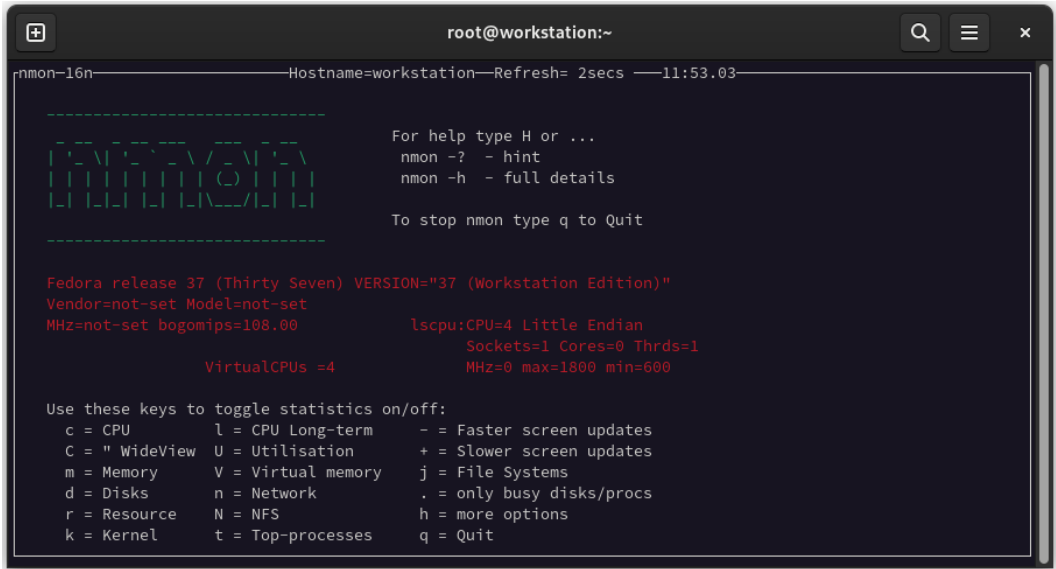 root@workstation:~
nmon─16n─────────────────────Hostname=workstation──Refresh= 2secs ───11:53.03─
------------------------------
For help type H or ...
nmon -? - hint
nmon -h - full details
To stop nmon type q to Quit
nmon
------------------------------
Fedora release 37 (Thirty Seven) VERSION="37 (Workstation Edition)"
Vendor=not-set Model=not-set
MHz=not-set bogomips=108.00 lscpu:CPU=4 Little Endian
Sockets=1 Cores=0 Thrds=1
VirtualCPUs =4 MHz=0 max=1800 min=600
Use these keys to toggle statistics on/off:
c = CPU l = CPU Long-term - = Faster screen updates
C = " WideView U = Utilisation + = Slower screen updates
m = Memory V = Virtual memory j = File Systems
d = Disks n = Network . = only busy disks/procs
r = Resource N = NFS h = more options
k = Kernel t = Top-processes q = Quit